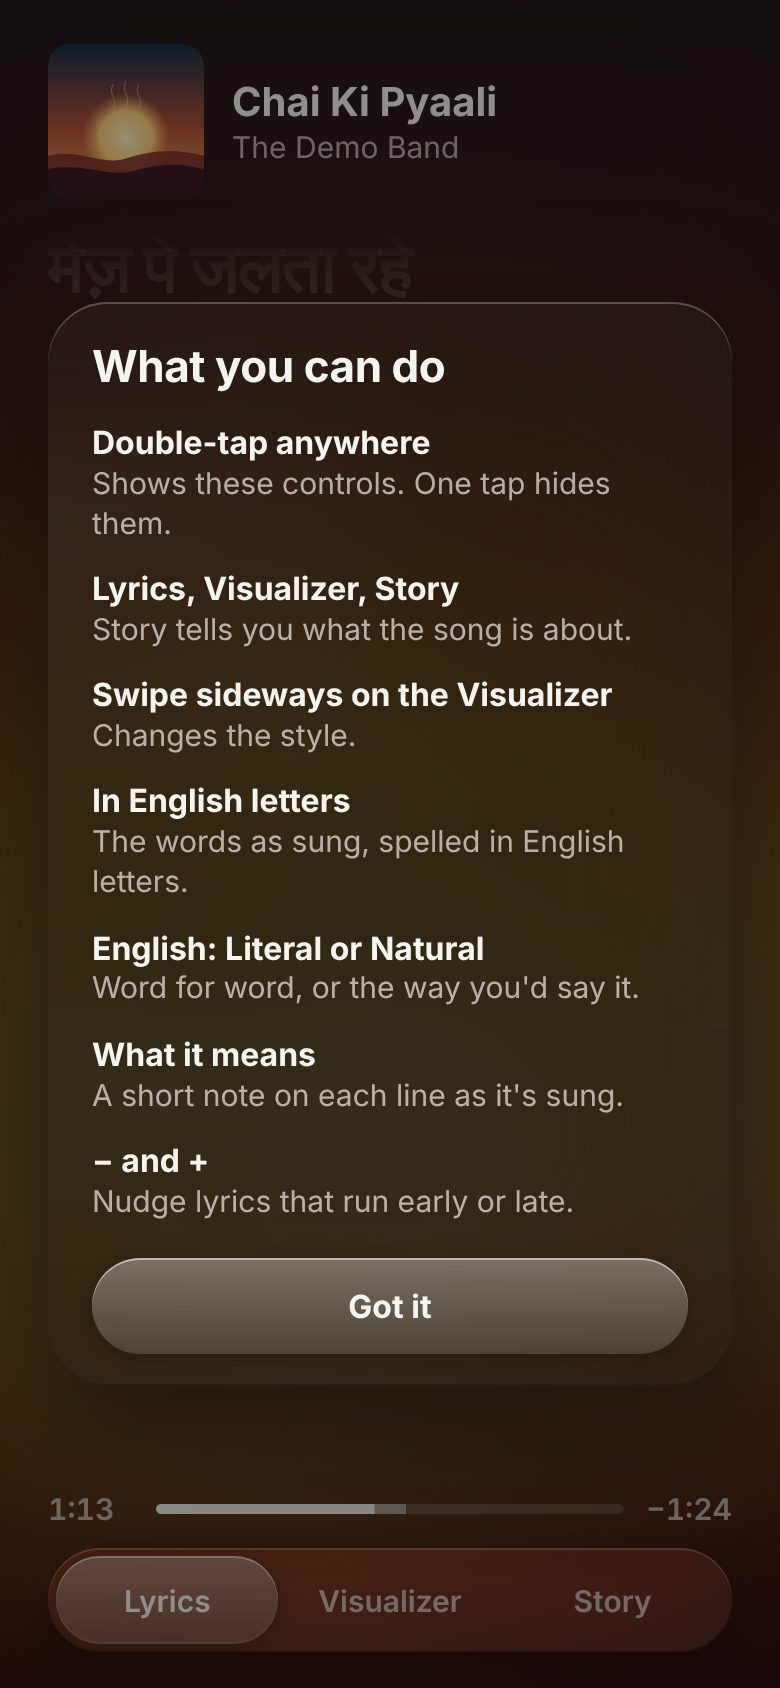 Chai Ki Pyaali
The Demo Band
मेज़ पे जलता रहे
What you can do
Double-tap anywhere
Shows these controls. One tap hides
them.
Lyrics, Visualizer, Story
Story tells you what the song is about.
Swipe sideways on the Visualizer
Changes the style.
In English letters
The words as sung, spelled in English
letters.
English: Literal or Natural
Word for word, or the way you'd say it.
What it means
A short note on each line as it's sung.
− and +
Nudge lyrics that run early or late.
Got it
1:13 −1:24
Lyrics Visualizer Story